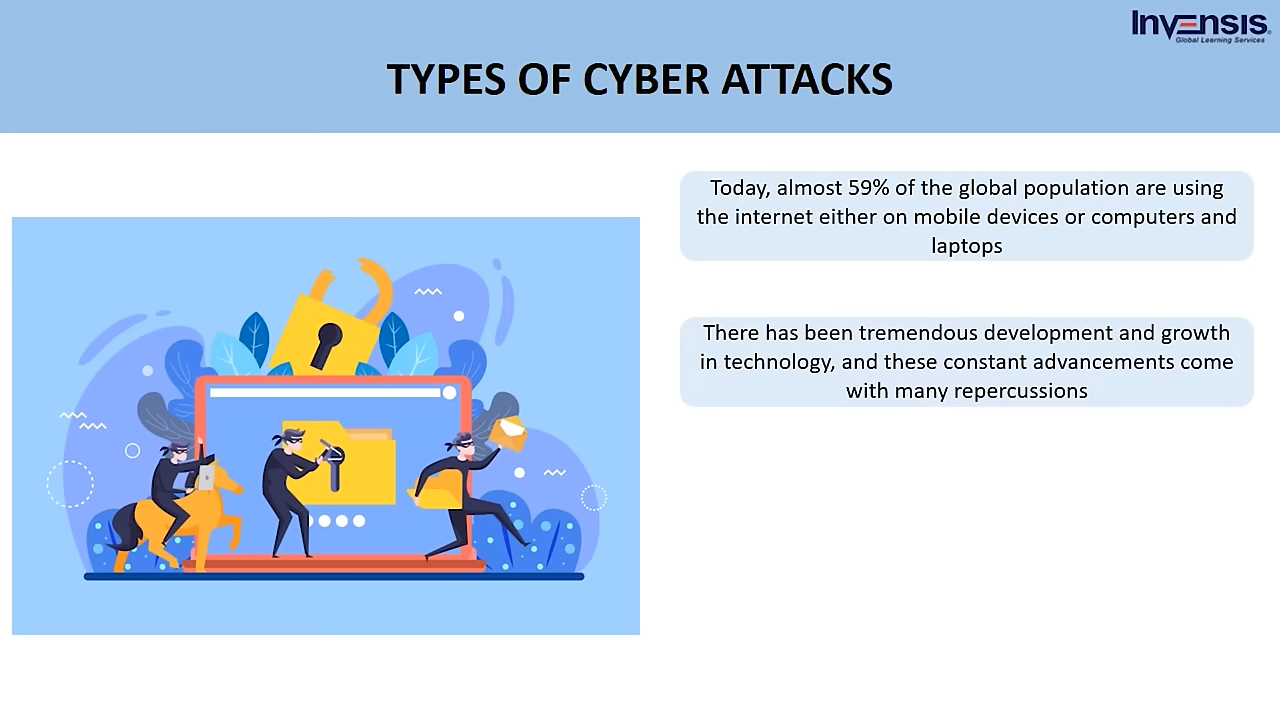 Invensis
Global Learning Services
TYPES OF CYBER ATTACKS
Today, almost 59% of the global population are using
the internet either on mobile devices or computers and
laptops
There has been tremendous development and growth
in technology, and these constant advancements come
with many repercussions